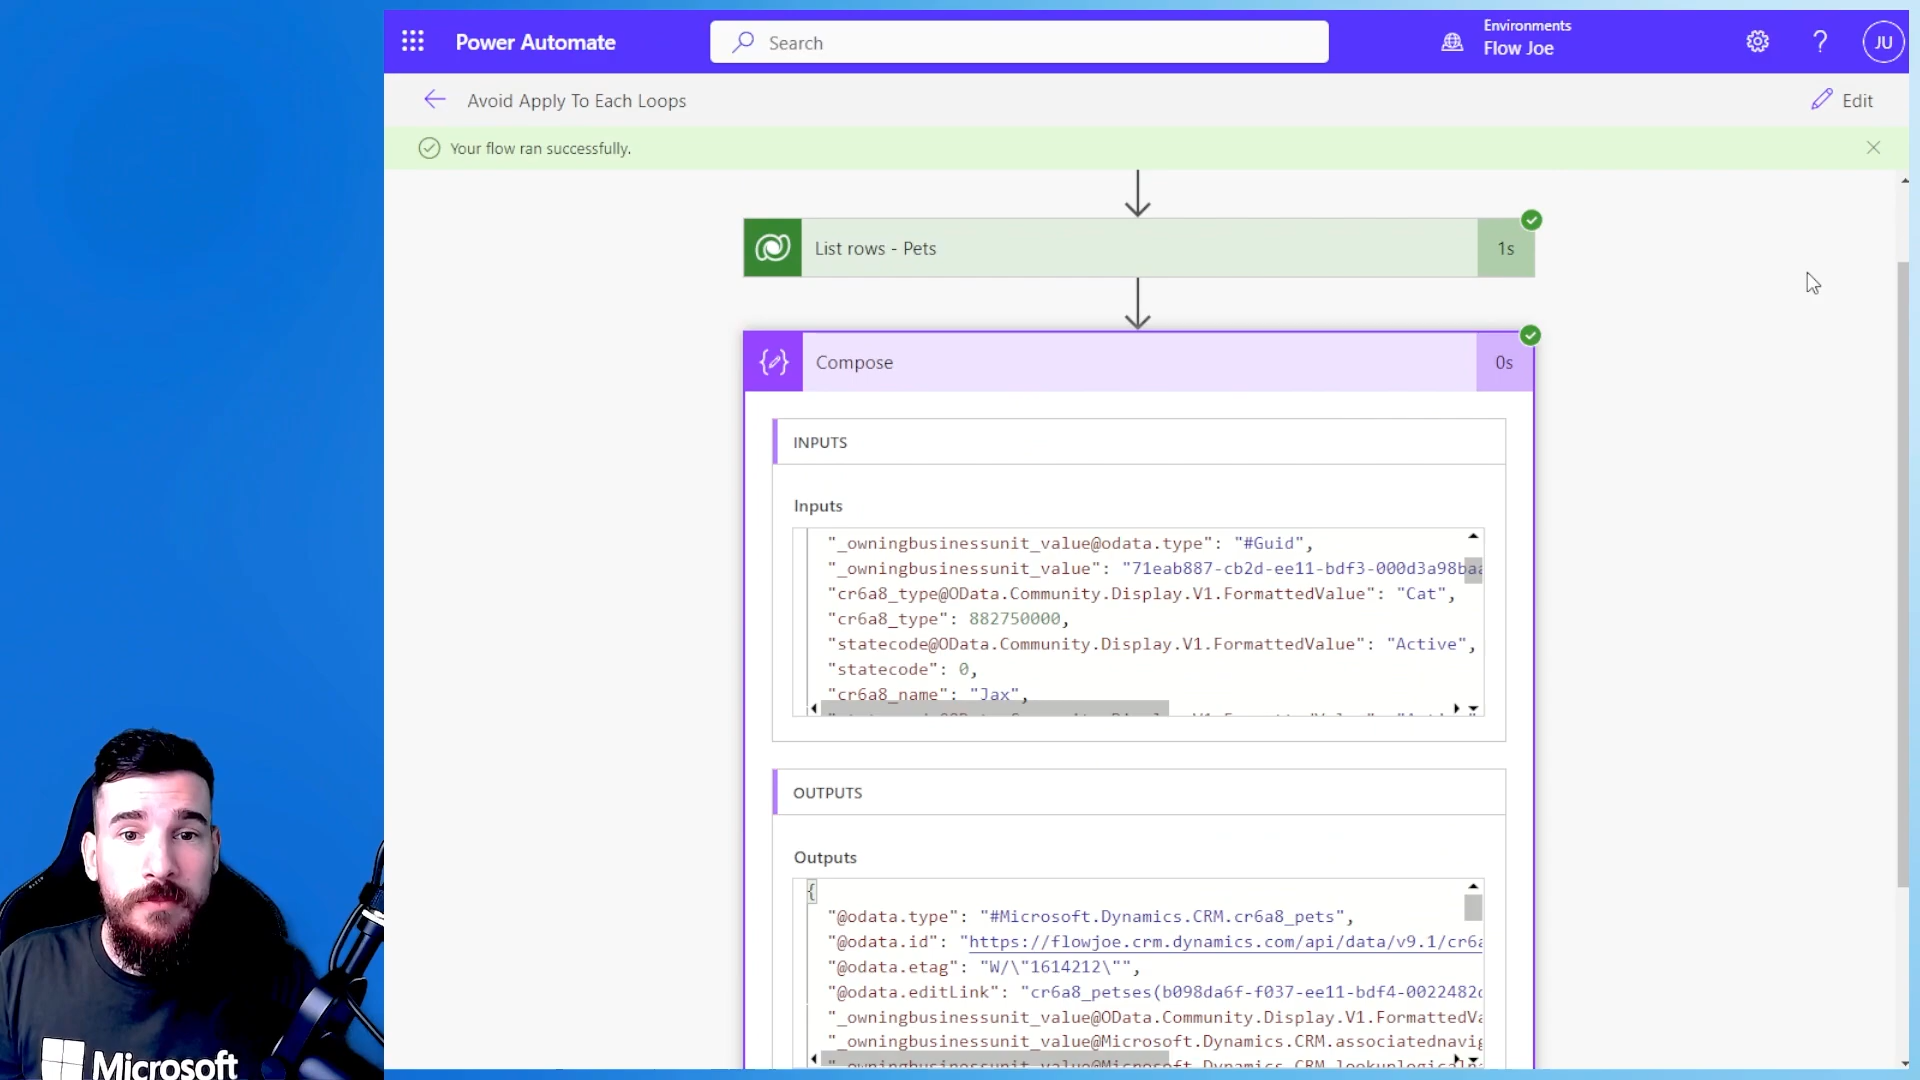 Power Automate
Search
Environments
Flow Joe
JU
Avoid Apply To Each Loops
Edit
Your flow ran successfully.
List rows - Pets
1s
Compose
0s
INPUTS
Inputs
"_owningbusinessunit_value@odata.type": "#Guid",
"_owningbusinessunit_value": "71eab887-cb2d-ee11-bdf3-000d3a98baa
"cr6a8_type@OData.Community.Display.V1.FormattedValue": "Cat",
"cr6a8_type": 882750000,
"statecode@OData.Community.Display.V1.FormattedValue": "Active",
"statecode": 0,
"cr6a8_name": "Jax",
OUTPUTS
Outputs
{
"@odata.type": "#Microsoft.Dynamics.CRM.cr6a8_pets",
"@odata.id": "https://flowjoe.crm.dynamics.com/api/data/v9.1/cr6a
"@odata.etag": "W/\"1614212\"",
"@odata.editLink": "cr6a8_petses(b098da6f-f037-ee11-bdf4-0022482c
"_owningbusinessunit_value@OData.Community.Display.V1.FormattedVa
"_owningbusinessunit_value@Microsoft.Dynamics.CRM.associatednavig
Microsoft